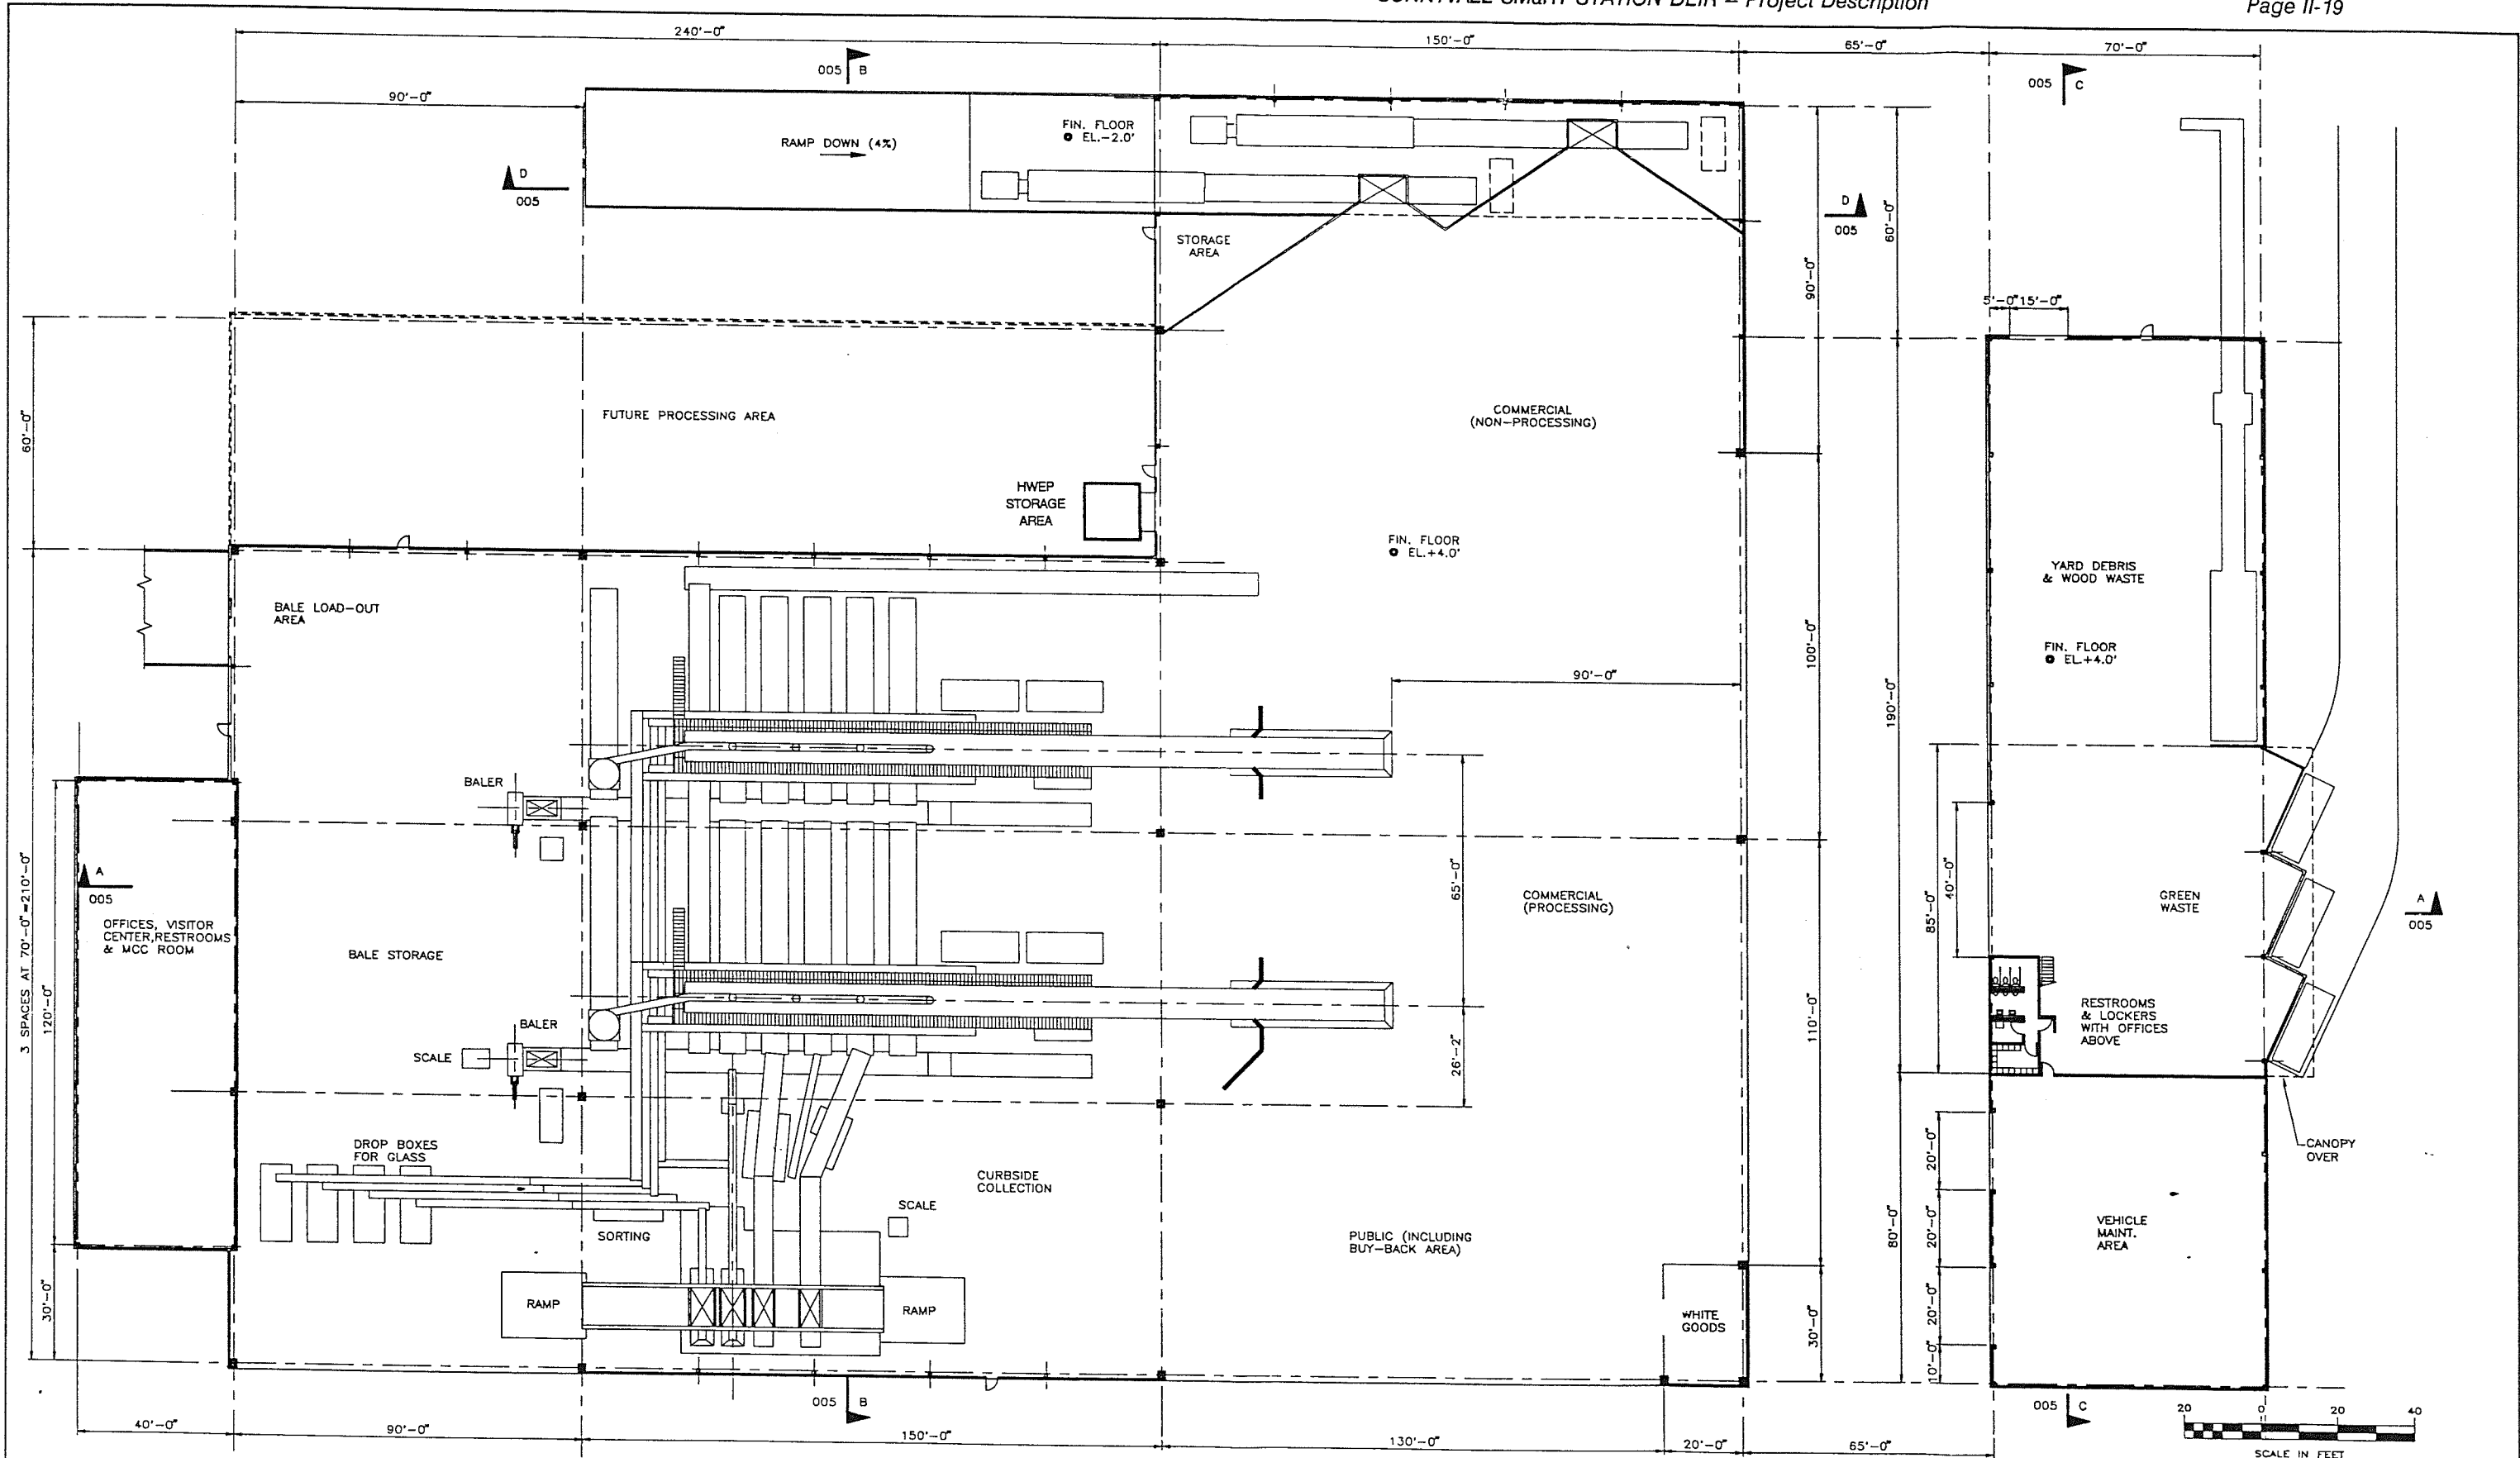 SUNNYVALE SMaRT STATION DEIR – Project Description
Page II-19
240'-0"
150'-0"
65'-0"
70'-0"
005 B
005 C
90'-0"
RAMP DOWN (4%)
FIN. FLOOR
@ EL.-2.0'
D
005
D
005
60'-0"
STORAGE
AREA
90'-0"
5'-0"
15'-0"
60'-0"
FUTURE PROCESSING AREA
COMMERCIAL
(NON-PROCESSING)
HWEP
STORAGE
AREA
FIN. FLOOR
@ EL.+4.0'
YARD DEBRIS
& WOOD WASTE
BALE LOAD-OUT
AREA
FIN. FLOOR
@ EL.+4.0'
100'-0"
90'-0"
190'-0"
BALER
65'-0"
A
005
3 SPACES AT 70'-0"=210'-0"
120'-0"
OFFICES, VISITOR
CENTER,RESTROOMS
& MCC ROOM
BALE STORAGE
COMMERCIAL
(PROCESSING)
85'-0"
40'-0"
GREEN
WASTE
A
005
BALER
SCALE
26'-2"
110'-0"
RESTROOMS
& LOCKERS
WITH OFFICES
ABOVE
DROP BOXES
FOR GLASS
CURBSIDE
COLLECTION
SCALE
SORTING
PUBLIC (INCLUDING
BUY-BACK AREA)
CANOPY
OVER
20'-0"
20'-0"
20'-0"
10'-0"
80'-0"
VEHICLE
MAINT.
AREA
RAMP
RAMP
WHITE
GOODS
30'-0"
30'-0"
005 B
005 C
40'-0"
90'-0"
150'-0"
130'-0"
20'-0"
65'-0"
20 0 20 40
SCALE IN FEET